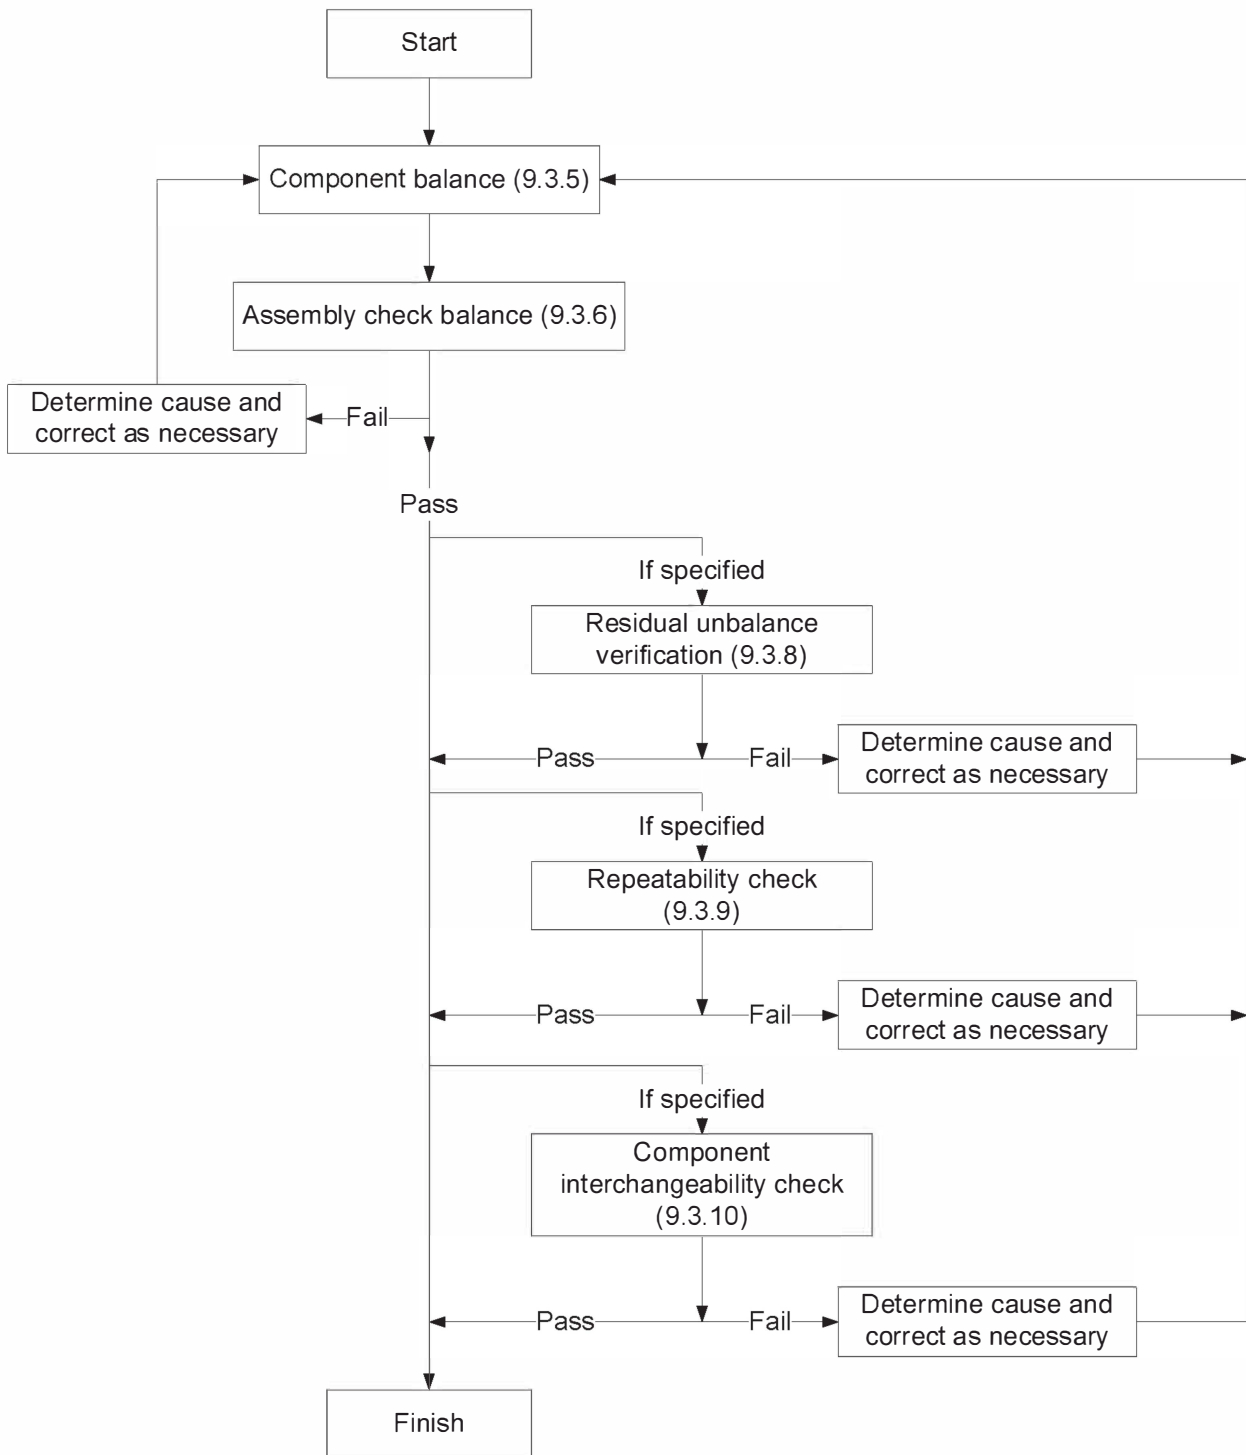 Start
Component balance (9.3.5)
Assembly check balance (9.3.6)
Determine cause and
correct as necessary
Fail
Pass
If specified
Residual unbalance
verification (9.3.8)
Pass
Fail
Determine cause and
correct as necessary
If specified
Repeatability check
(9.3.9)
Pass
Fail
Determine cause and
correct as necessary
If specified
Component
interchangeability check
(9.3.10)
Pass
Fail
Determine cause and
correct as necessary
Finish